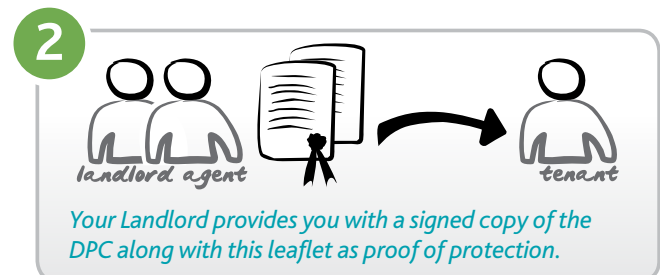 2
landlord agent
tenant
Your Landlord provides you with a signed copy of the
DPC along with this leaflet as proof of protection.